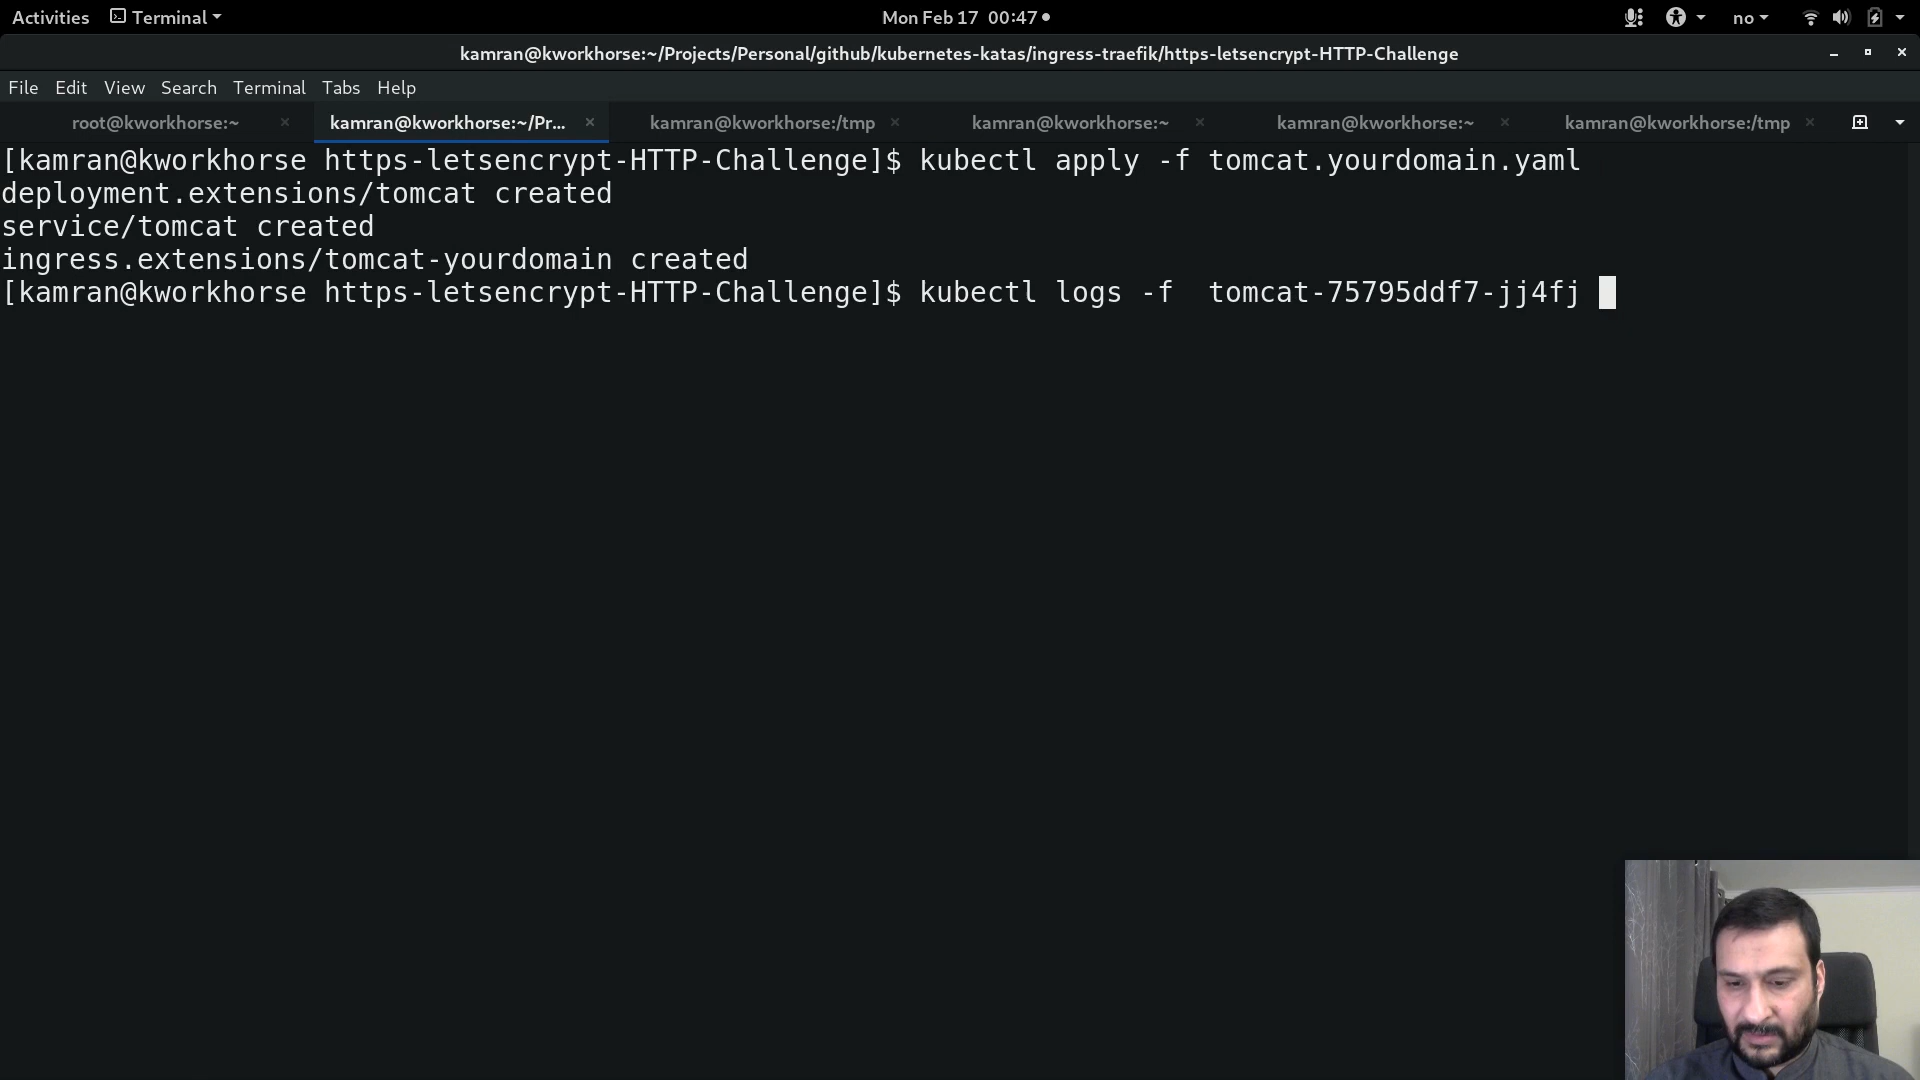 Activities Terminal Mon Feb 17 00:47 no
kamran@kworkhorse:~/Projects/Personal/github/kubernetes-katas/ingress-traefik/https-letsencrypt-HTTP-Challenge
File Edit View Search Terminal Tabs Help
root@kworkhorse:~ kamran@kworkhorse:~/Pr... kamran@kworkhorse:/tmp kamran@kworkhorse:~ kamran@kworkhorse:~ kamran@kworkhorse:/tmp
[kamran@kworkhorse https-letsencrypt-HTTP-Challenge]$ kubectl apply -f tomcat.yourdomain.yaml
deployment.extensions/tomcat created
service/tomcat created
ingress.extensions/tomcat-yourdomain created
[kamran@kworkhorse https-letsencrypt-HTTP-Challenge]$ kubectl logs -f  tomcat-75795ddf7-jj4fj